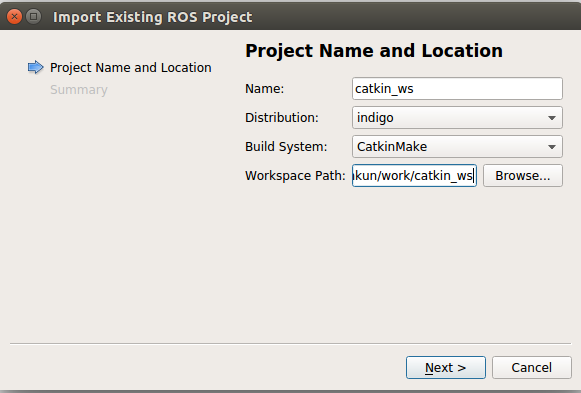 Import Existing ROS Project
Project Name and Location
Summary
Project Name and Location
Name: catkin_ws
Distribution: indigo
Build System: CatkinMake
Workspace Path: kun/work/catkin_ws Browse...
Next > Cancel